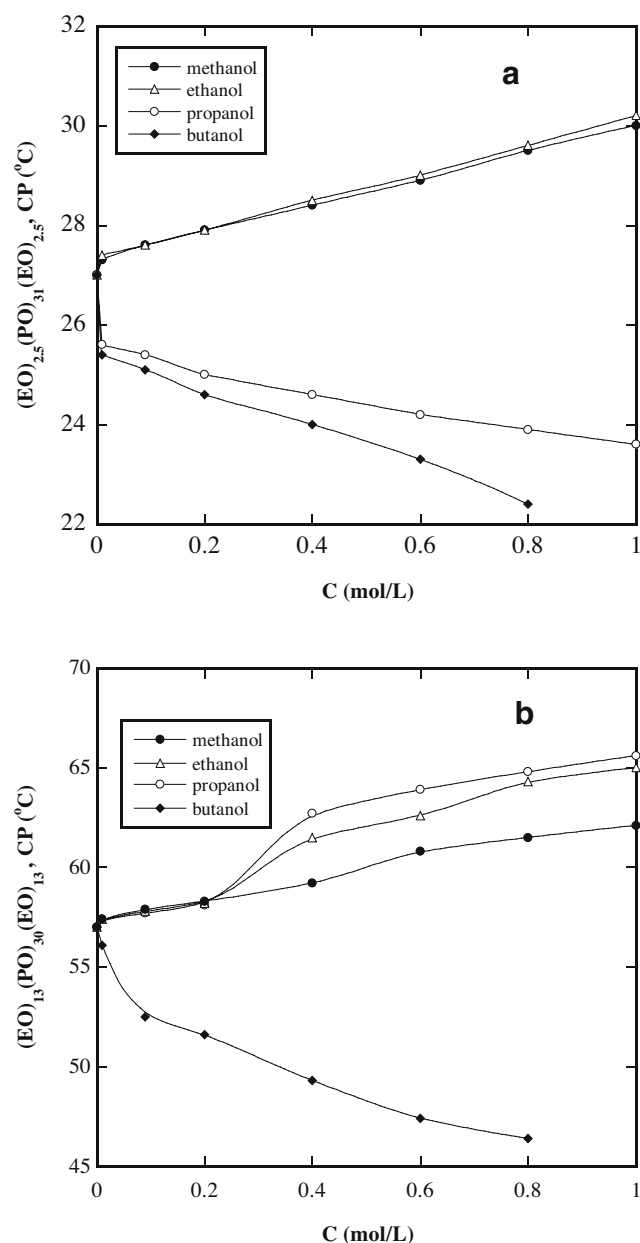 32
30
28
26
24
22
(EO)2.5(PO)31(EO)2.5, CP (°C)
methanol
ethanol
propanol
butanol
a
0 0.2 0.4 0.6 0.8 1
C (mol/L)
70
65
60
55
50
45
(EO)13(PO)30(EO)13, CP (°C)
methanol
ethanol
propanol
butanol
b
0 0.2 0.4 0.6 0.8 1
C (mol/L)